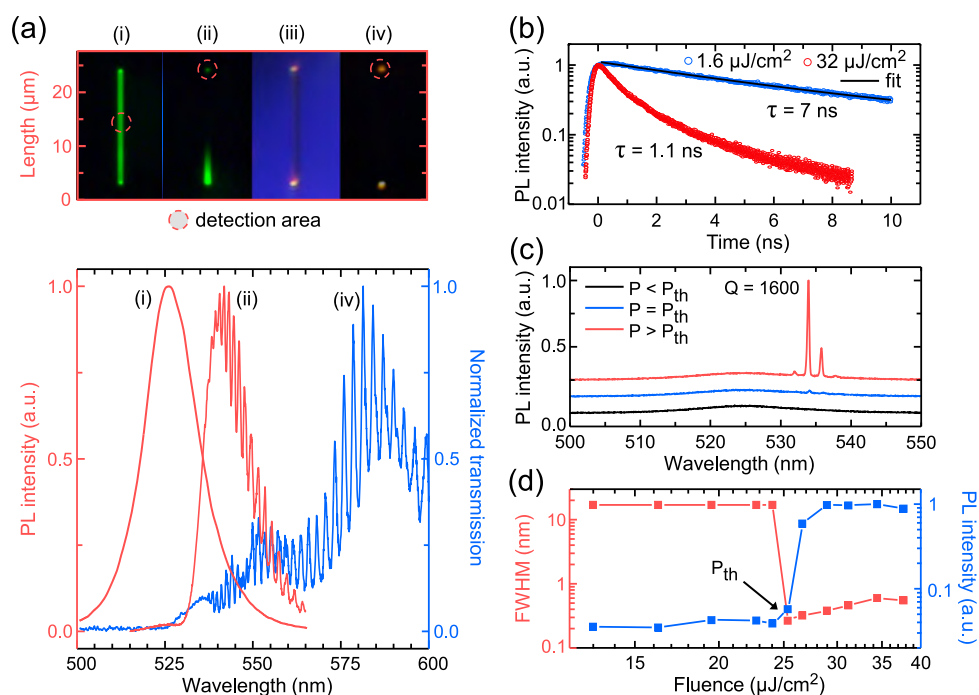 (a)
(i) (ii) (iii) (iv)
Length (μm)
20
10
0
detection area
(i) (ii) (iv)
PL intensity (a.u.)
1.0
0.5
0.0
Normalized transmission
1.0
0.5
0.0
500 525 550 575 600
Wavelength (nm)
(b)
PL intensity (a.u.)
1
0.1
0.01
1.6 μJ/cm² 32 μJ/cm²
fit
τ = 7 ns
τ = 1.1 ns
0 2 4 6 8 10
Time (ns)
(c)
PL intensity (a.u.)
1.0
0.5
0.0
P < Pth
P = Pth
P > Pth
Q = 1600
500 510 520 530 540 550
Wavelength (nm)
(d)
FWHM (nm)
10
1
0.1
Pth
PL intensity (a.u.)
1
0.1
0.01
15 20 25 30 35 40
Fluence (μJ/cm²)